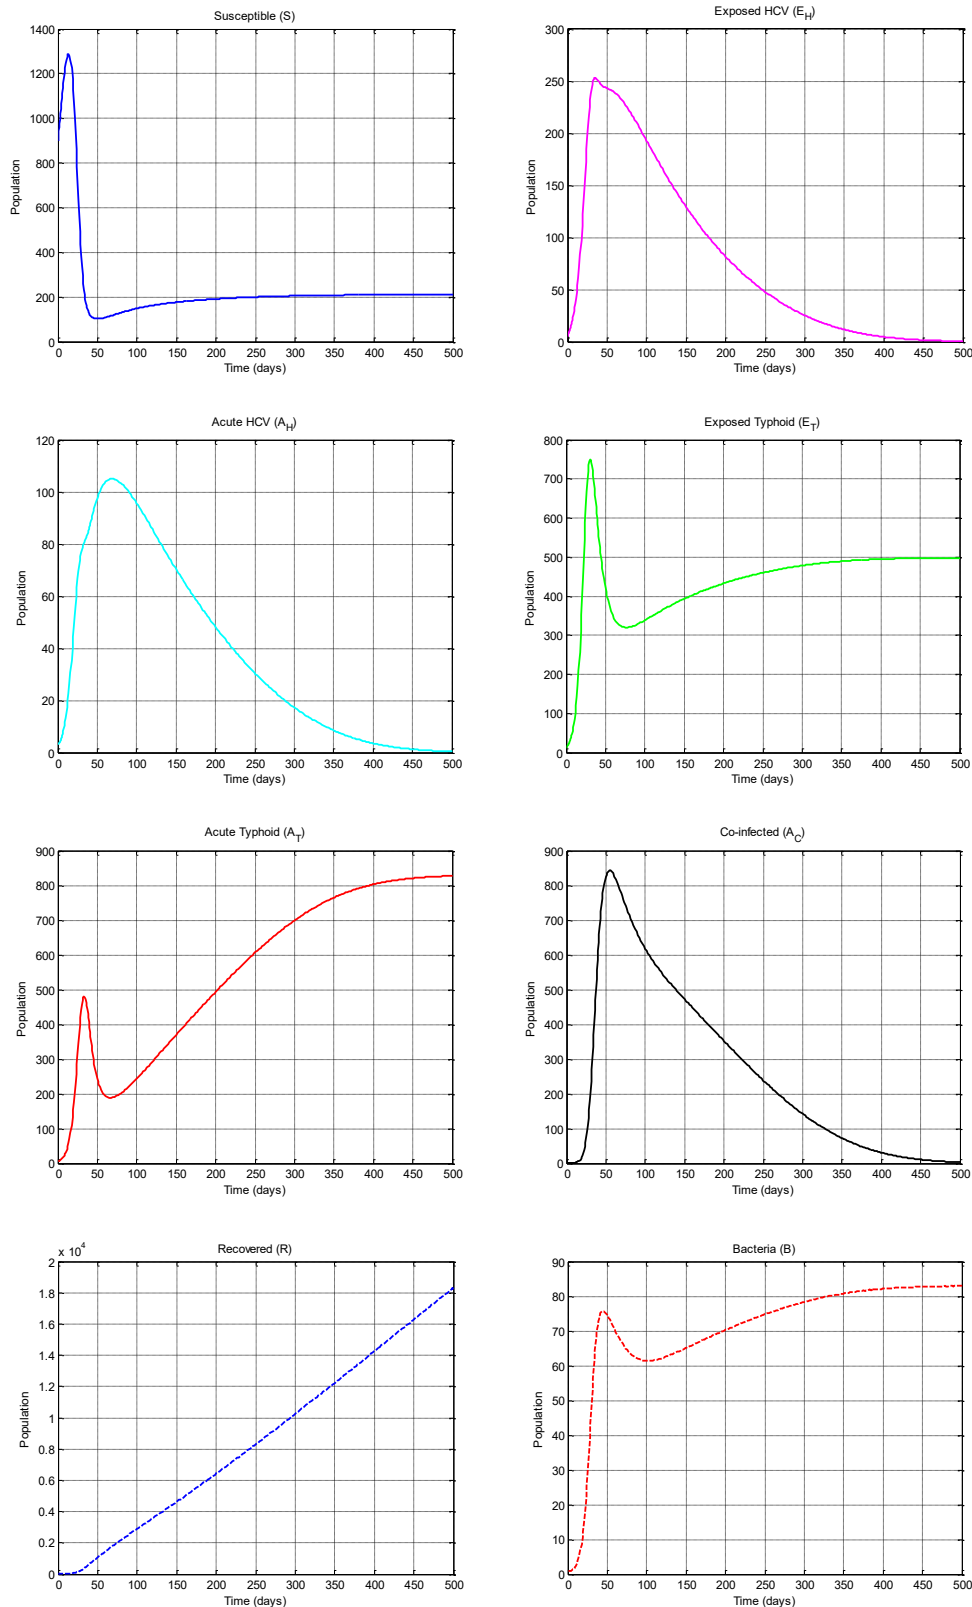 Susceptible (S)
1400
1200
1000
800
600
400
200
0
Population
0 50 100 150 200 250 300 350 400 450 500
Time (days)
Exposed HCV (E_H)
300
250
200
150
100
50
0
Population
0 50 100 150 200 250 300 350 400 450 500
Time (days)
Acute HCV (A_H)
120
100
80
60
40
20
0
Population
0 50 100 150 200 250 300 350 400 450 500
Time (days)
Exposed Typhoid (E_T)
800
700
600
500
400
300
200
100
0
Population
0 50 100 150 200 250 300 350 400 450 500
Time (days)
Acute Typhoid (A_T)
900
800
700
600
500
400
300
200
100
0
Population
0 50 100 150 200 250 300 350 400 450 500
Time (days)
Co-infected (A_C)
900
800
700
600
500
400
300
200
100
0
Population
0 50 100 150 200 250 300 350 400 450 500
Time (days)
Recovered (R)
x 10^4
2
1.8
1.6
1.4
1.2
1
0.8
0.6
0.4
0.2
0
Population
0 50 100 150 200 250 300 350 400 450 500
Time (days)
Bacteria (B)
90
80
70
60
50
40
30
20
10
0
Population
0 50 100 150 200 250 300 350 400 450 500
Time (days)